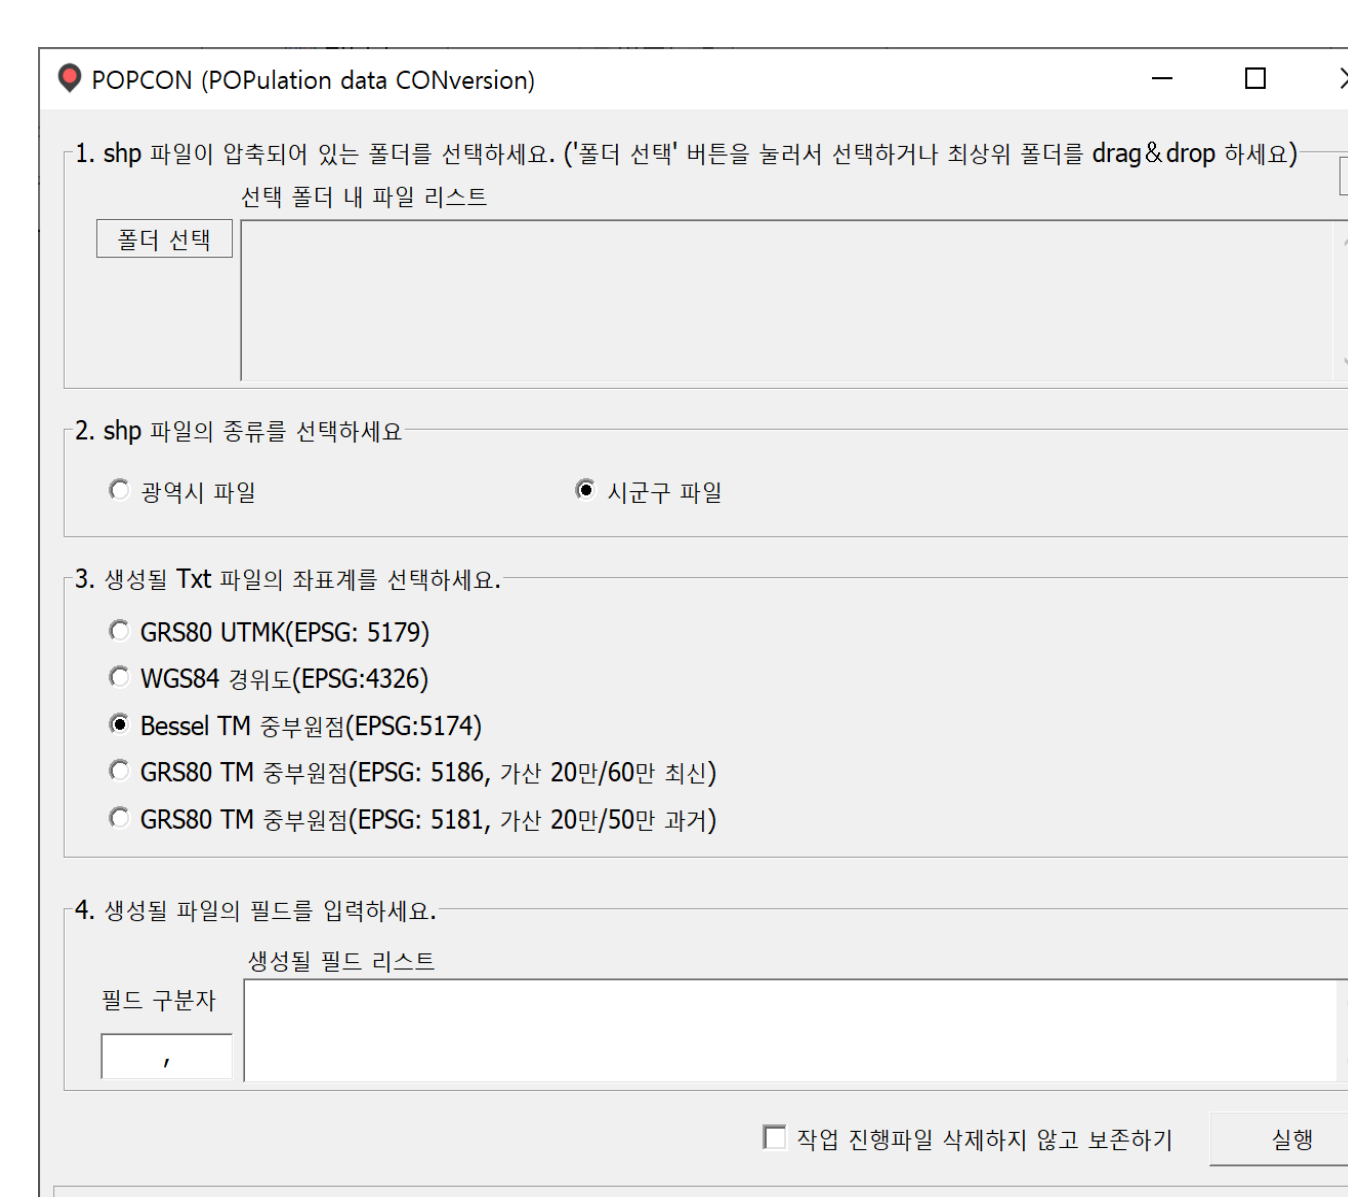 POPCON (POPulation data CONversion)
1. shp 파일이 압축되어 있는 폴더를 선택하세요. ('폴더 선택' 버튼을 눌러서 선택하거나 최상위 폴더를 drag&drop 하세요)
선택 폴더 내 파일 리스트
폴더 선택
2. shp 파일의 종류를 선택하세요
광역시 파일 시군구 파일
3. 생성될 Txt 파일의 좌표계를 선택하세요.
GRS80 UTMK(EPSG: 5179)
WGS84 경위도(EPSG:4326)
Bessel TM 중부원점(EPSG:5174)
GRS80 TM 중부원점(EPSG: 5186, 가산 20만/60만 최신)
GRS80 TM 중부원점(EPSG: 5181, 가산 20만/50만 과거)
4. 생성될 파일의 필드를 입력하세요.
생성될 필드 리스트
필드 구분자
,
작업 진행파일 삭제하지 않고 보존하기 실행